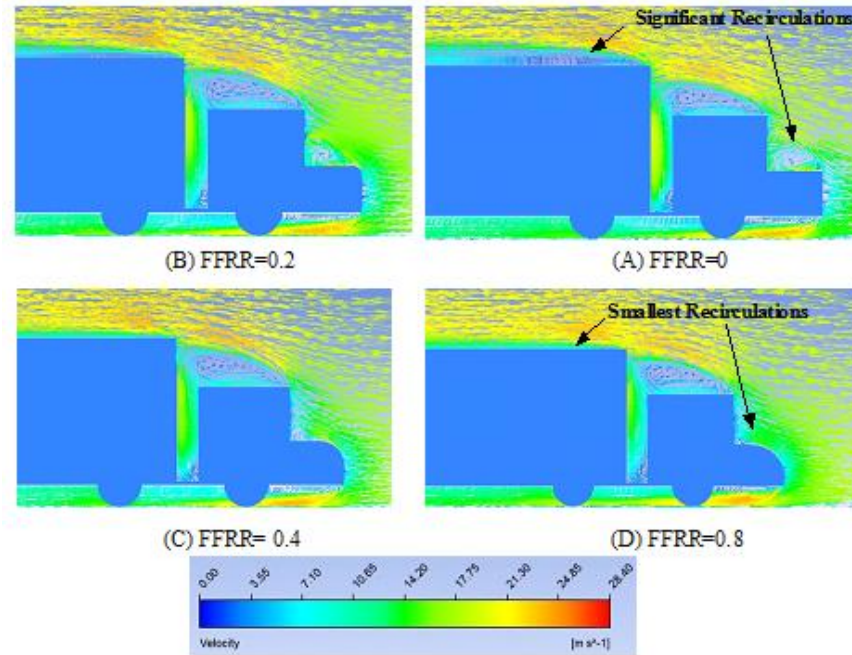 Significant Recirculations
(B) FFRR=0.2
(A) FFRR=0
Smallest Recirculations
(C) FFRR= 0.4
(D) FFRR=0.8
0.00 3.55 7.10 10.65 14.20 17.75 21.30 24.85 28.40
Velocity [m s^-1]